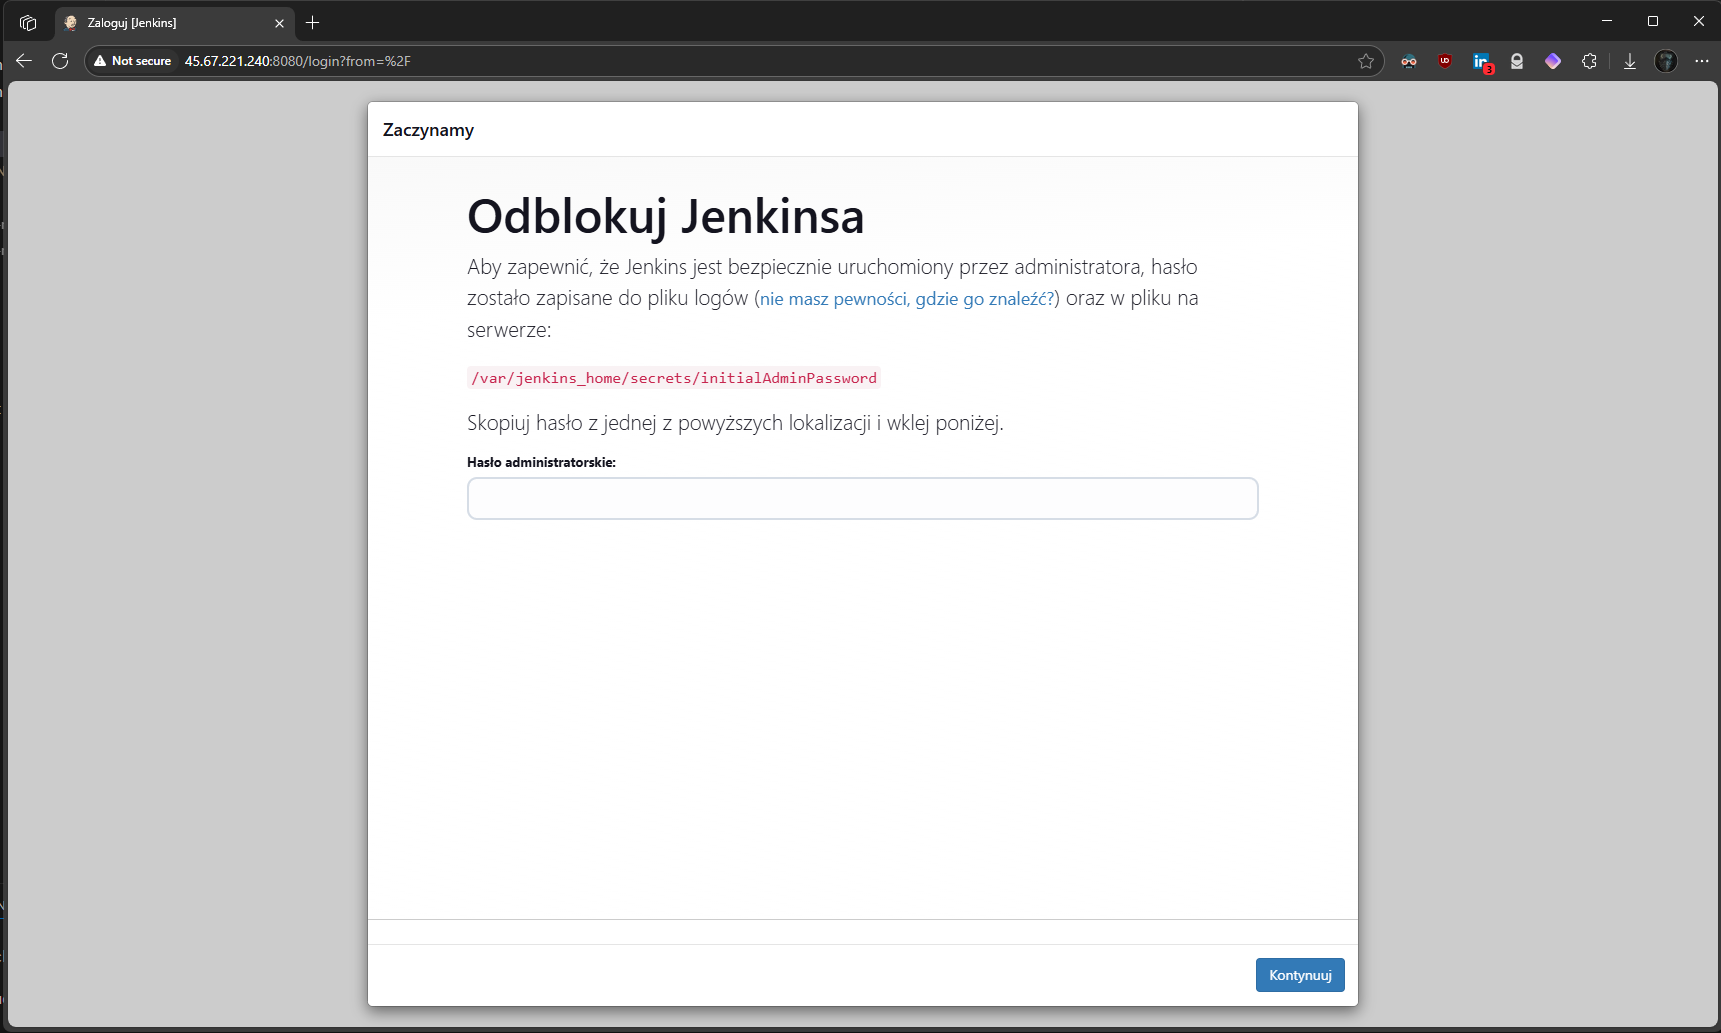 Zaloguj [Jenkins]
Not secure
45.67.221.240:8080/login?from=%2F
3
Zaczynamy
Odblokuj Jenkinsa
Aby zapewnić, że Jenkins jest bezpiecznie uruchomiony przez administratora, hasło
zostało zapisane do pliku logów (nie masz pewności, gdzie go znaleźć?) oraz w pliku na
serwerze:
/var/jenkins_home/secrets/initialAdminPassword
Skopiuj hasło z jednej z powyższych lokalizacji i wklej poniżej.
Hasło administratorskie:
Kontynuuj